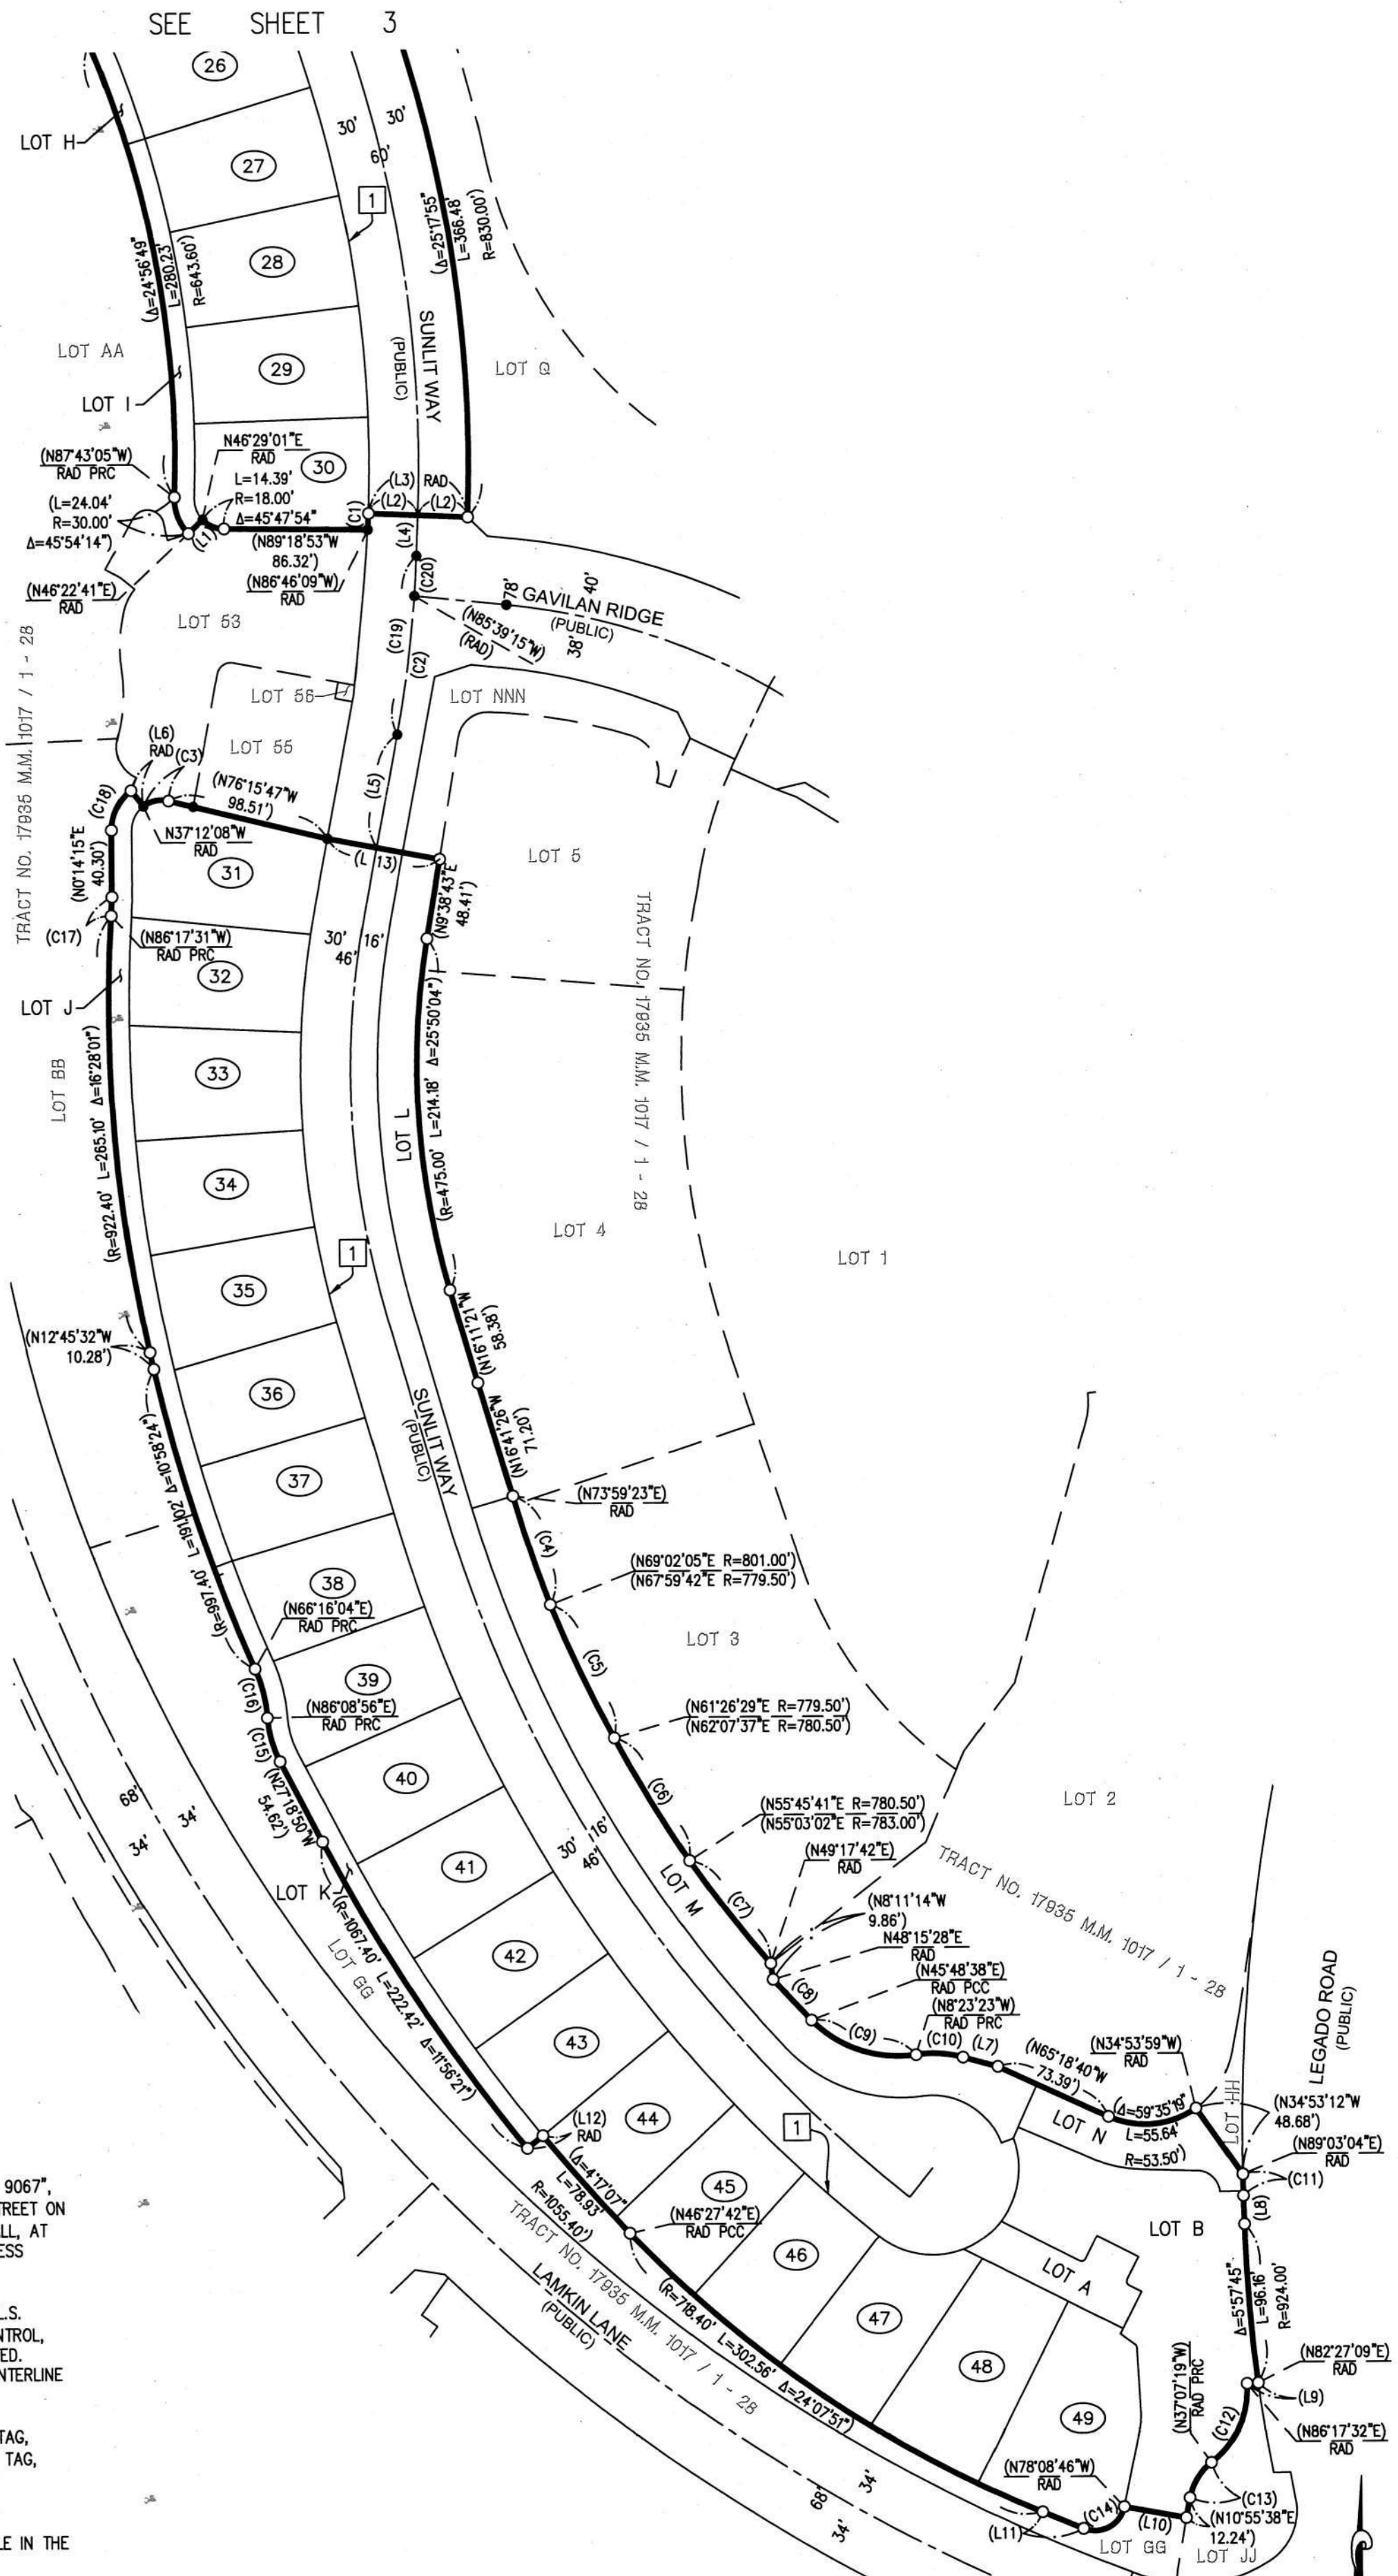 SEE SHEET 3
26
LOT H
30'
30'
60'
27
1
(Δ=25°17'55"
L=366.48'
R=830.00')
28
(Δ=24°56'49"
L=280.23'
R=643.60')
SUNLIT WAY
(PUBLIC)
LOT AA
29
LOT Q
LOT I
(N87°43'05"W)
RAD PRC
N46°29'01"E
RAD
30
L=14.39'
R=18.00'
Δ=45°47'54"
(L=24.04'
R=30.00'
Δ=45°54'14")
(L1)
(L3) RAD
(L2)
(L2)
(C1)
(L4)
(N89°18'53"W
86.32')
(N86°46'09"W)
RAD
(N46°22'41"E)
RAD
(C20)
78'
40'
GAVILAN RIDGE
(PUBLIC)
38'
(N85°39'15"W)
(RAD)
LOT 53
(C19)
(C2)
TRACT NO. 17935 M.M. 1017 / 1 - 28
LOT 56
LOT NNN
(L6)
RAD
(C3)
LOT 55
(L5)
(N76°15'47"W
98.51')
(C18)
N37°12'08"W
RAD
(N0°14'15"E
40.30')
31
(L 13)
LOT 5
(N9°38'43"E
48.41')
TRACT NO. 17935 M.M. 1017 / 1 - 28
(C17)
(N86°17'31"W)
RAD PRC
30'
46'
16'
32
LOT J
(R=475.00' L=214.18' Δ=25°50'04")
LOT BB
33
(R=922.40' L=265.10' Δ=16°28'01")
LOT L
34
LOT 4
LOT 1
1
35
(N12°45'32"W
10.28')
(N16°11'21"W
58.38')
36
SUNLIT WAY
(PUBLIC)
(N16°41'26"W
71.20')
37
(R=997.40' L=191.02' Δ=10°58'24")
(N73°59'23"E)
RAD
(C4)
38
(N69°02'05"E R=801.00')
(N67°59'42"E R=779.50')
(N66°16'04"E)
RAD PRC
LOT 3
39
(C5)
(C16)
(N86°08'56"E)
RAD PRC
(N61°26'29"E R=779.50')
(N62°07'37"E R=780.50')
(C15)
40
(N27°18'50"W
54.62')
(C6)
LOT 2
68'
34'
34'
(N55°45'41"E R=780.50')
(N55°03'02"E R=783.00')
30'
16'
46'
41
(N49°17'42"E)
RAD
LOT K
LOT M
(C7)
TRACT NO. 17935 M.M. 1017 / 1 - 28
(R=1067.40' L=222.42' Δ=11°56'21")
LOT GG
(N8°11'14"W
9.86')
42
N48°15'28"E
RAD
(C8)
(N45°48'38"E)
RAD PCC
LEGADO ROAD
(PUBLIC)
43
(C9)
(N8°23'23"W)
RAD PRC
(C10)
(L7)
(N65°18'40"W
73.39')
(N34°53'59"W)
RAD
LOT HH
(N34°53'12"W
48.68')
44
(L12)
RAD
1
LOT N
(Δ=59°35'19"
L=55.64'
R=53.50')
(N89°03'04"E)
RAD
(C11)
(Δ=4°17'07"
L=78.93'
R=1055.40')
45
(N46°27'42"E)
RAD PCC
(L8)
LOT B
9067",
TREET ON
LL, AT
ESS
46
LOT A
TRACT NO. 17935 M.M. 1017 / 1 - 28
LAMKIN LANE
(PUBLIC)
(R=718.40' L=302.56' Δ=24°07'51")
Δ=5°57'45"
L=96.16'
R=924.00'
47
L.S.
NTROL,
ED.
NTERLINE
48
(N82°27'09"E)
RAD
(L9)
(N37°07'19"W)
RAD PRC
49
(C12)
(N86°17'32"E)
RAD
TAG,
TAG,
(N78°08'46"W)
RAD
68'
34'
34'
(C13)
(N10°55'38"E
12.24')
(C14)
(L10)
(L11)
LOT GG
LOT JJ
LE IN THE